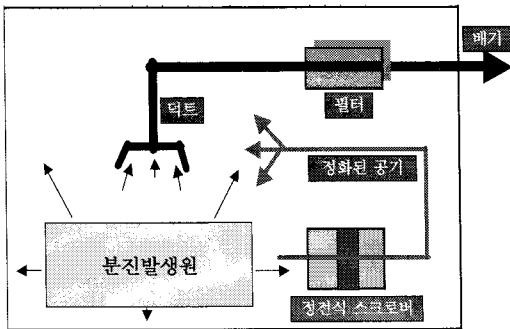 배기
덕트
필터
정화된 공기
분진발생원
정전식 스크로버